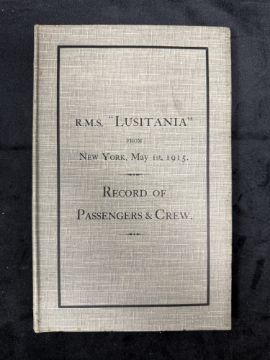 R.M.S. "LUSITANIA"
FROM
NEW YORK, MAY 1st, 1915.
RECORD OF
PASSENGERS & CREW.